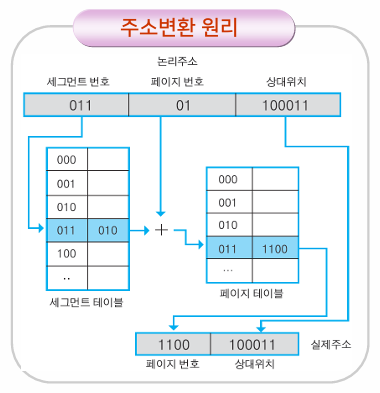 주소변환 원리
논리주소
세그먼트 번호 페이지 번호 상대위치
011 01 100011
000
001
010
011 010
100
..
세그먼트 테이블
+
000
001
010
011 1100
...
페이지 테이블
1100 100011 실제주소
페이지 번호 상대위치